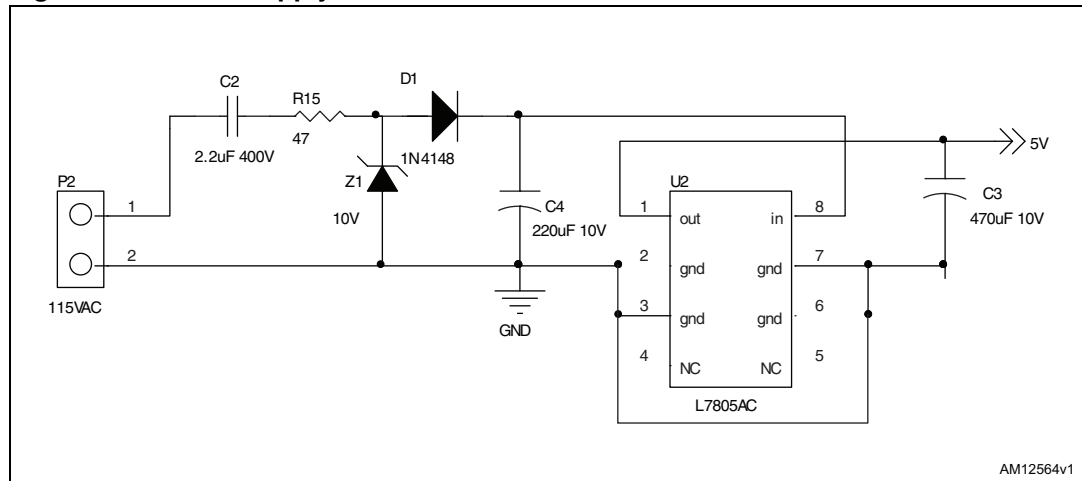 C2
2.2uF 400V
R15
47
D1
1N4148
Z1
10V
P2
1
2
115VAC
C4
220uF 10V
GND
U2
1 out in 8
2 gnd gnd 7
3 gnd gnd 6
4 NC NC 5
L7805AC
5V
C3
470uF 10V
AM12564v1